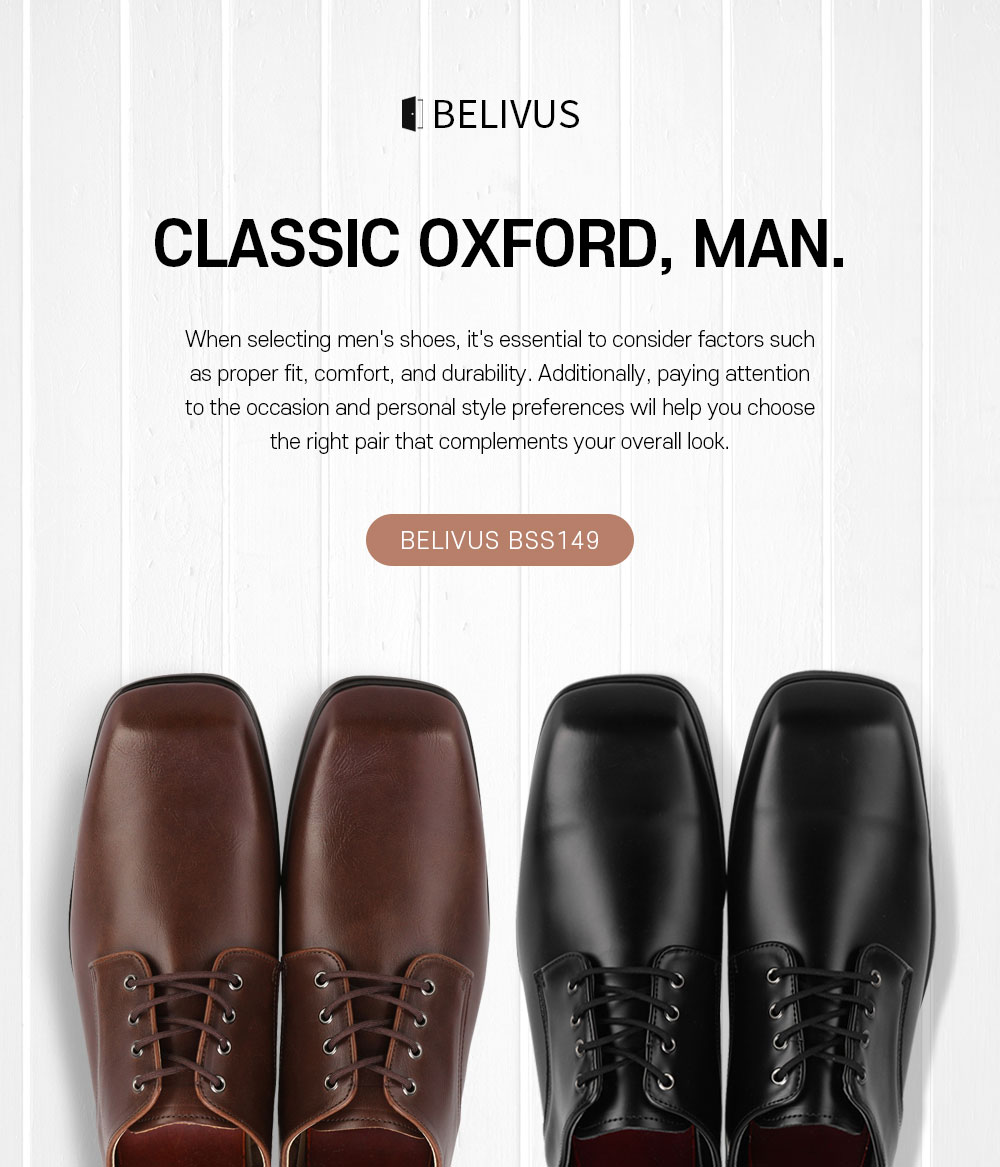 BELIVUS
CLASSIC OXFORD, MAN.
When selecting men's shoes, it's essential to consider factors such
as proper fit, comfort, and durability. Additionally, paying attention
to the occasion and personal style preferences wil help you choose
the right pair that complements your overall look.
BELIVUS BSS149